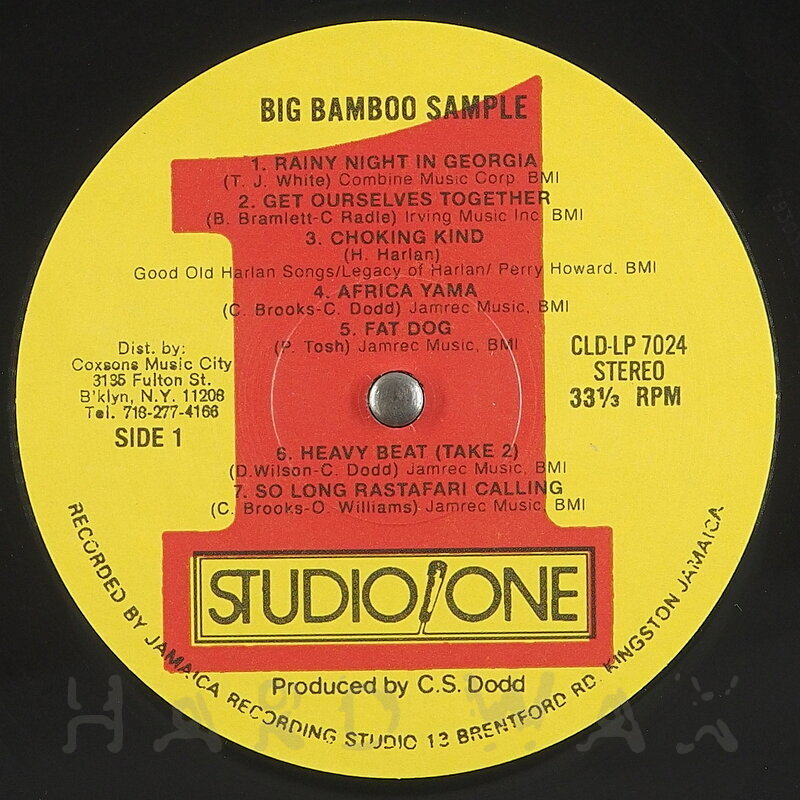 BIG BAMBOO SAMPLE
1. RAINY NIGHT IN GEORGIA
(T. J. White) Combine Music Corp. BMI
2. GET OURSELVES TOGETHER
(B. Bramlett-C Radle) Irving Music Inc. BMI
3. CHOKING KIND
(H. Harlan)
Good Old Harlan Songs/Legacy of Harlan/ Perry Howard. BMI
4. AFRICA YAMA
(C. Brooks-C. Dodd) Jamrec Music, BMI
5. FAT DOG
(P. Tosh) Jamrec Music, BMI
Dist. by:
Coxsons Music City
3135 Fulton St.
B'klyn, N.Y. 11208
Tel. 718-277-4166
SIDE 1
CLD-LP 7024
STEREO
33⅓ RPM
6. HEAVY BEAT (TAKE 2)
(D.Wilson-C. Dodd) Jamrec Music, BMI
7. SO LONG RASTAFARI CALLING
(C. Brooks-O. Williams) Jamrec Music. BMI
STUDIO ONE
Produced by C.S. Dodd
RECORDED BY JAMAICA RECORDING STUDIO 13 BRENTFORD RD. KINGSTON JAMAICA
HARD WAX